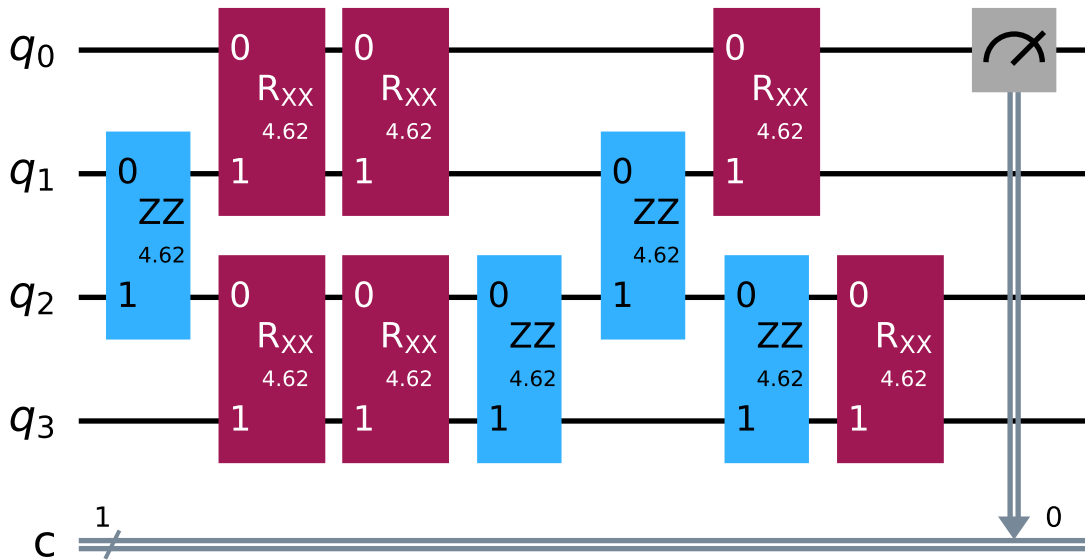 q0 0 0 0
RXX RXX RXX
4.62 4.62 4.62
q1 0 1 1 0 1
ZZ ZZ
4.62 4.62
q2 1 0 0 0 1 0 0
RXX RXX ZZ ZZ RXX
4.62 4.62 4.62 4.62 4.62
q3 1 1 1 1 1
1 0
c